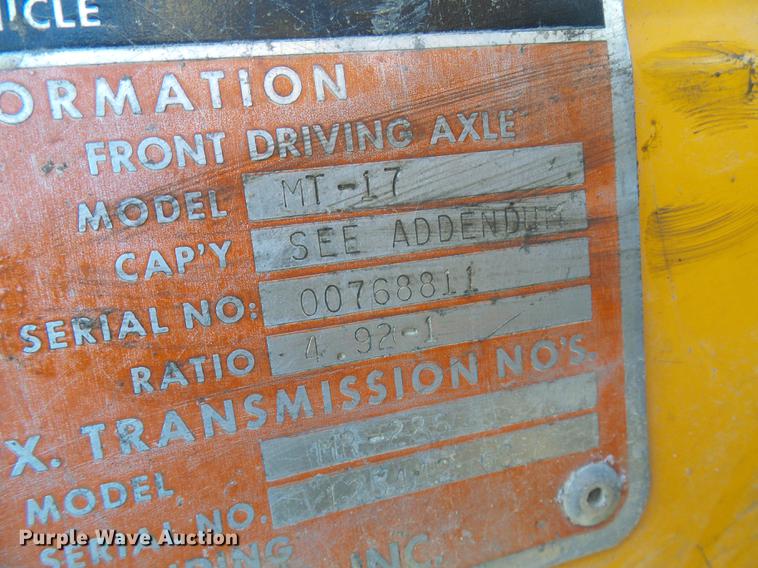 ICLE
ORMATION
FRONT DRIVING AXLE
MODEL MT-17
CAP'Y SEE ADDENDUM
SERIAL NO: 00768811
RATIO 4.92-1
X. TRANSMISSION NO'S.
MODEL
SERIAL NO.
DING INC.
Purple Wave Auction